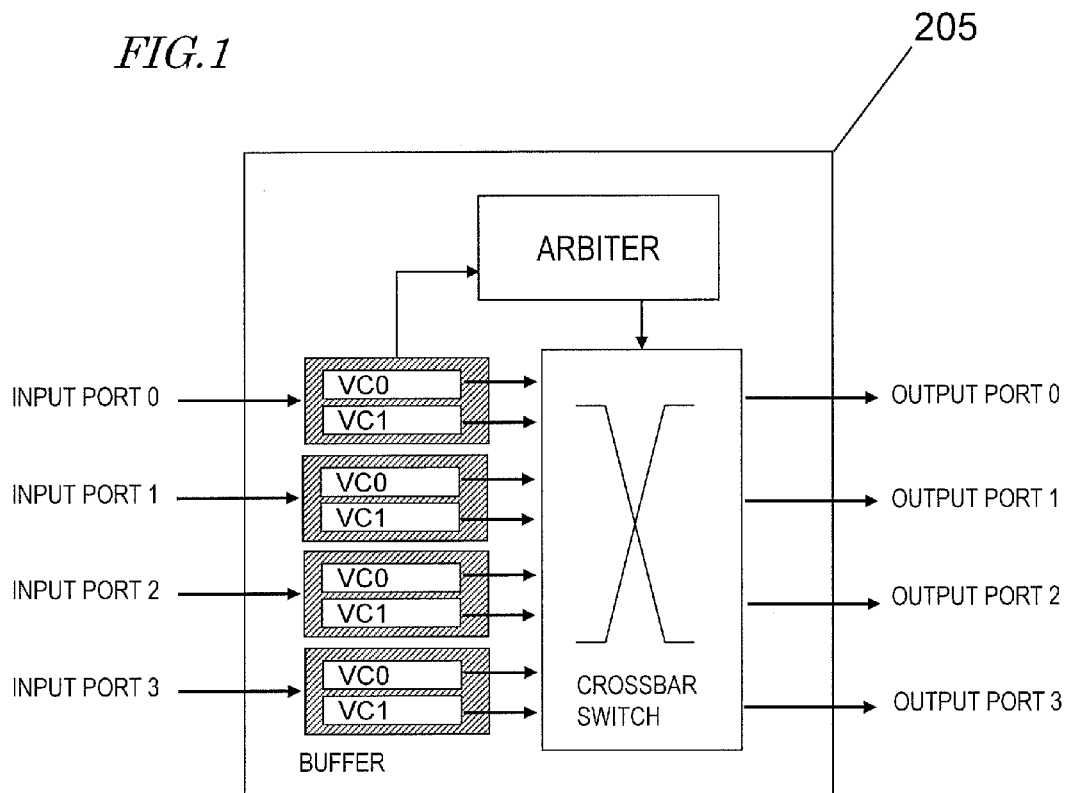 FIG.1
205
ARBITER
INPUT PORT 0
VC0
VC1
OUTPUT PORT 0
INPUT PORT 1
VC0
VC1
OUTPUT PORT 1
INPUT PORT 2
VC0
VC1
OUTPUT PORT 2
INPUT PORT 3
VC0
VC1
CROSSBAR
SWITCH
OUTPUT PORT 3
BUFFER